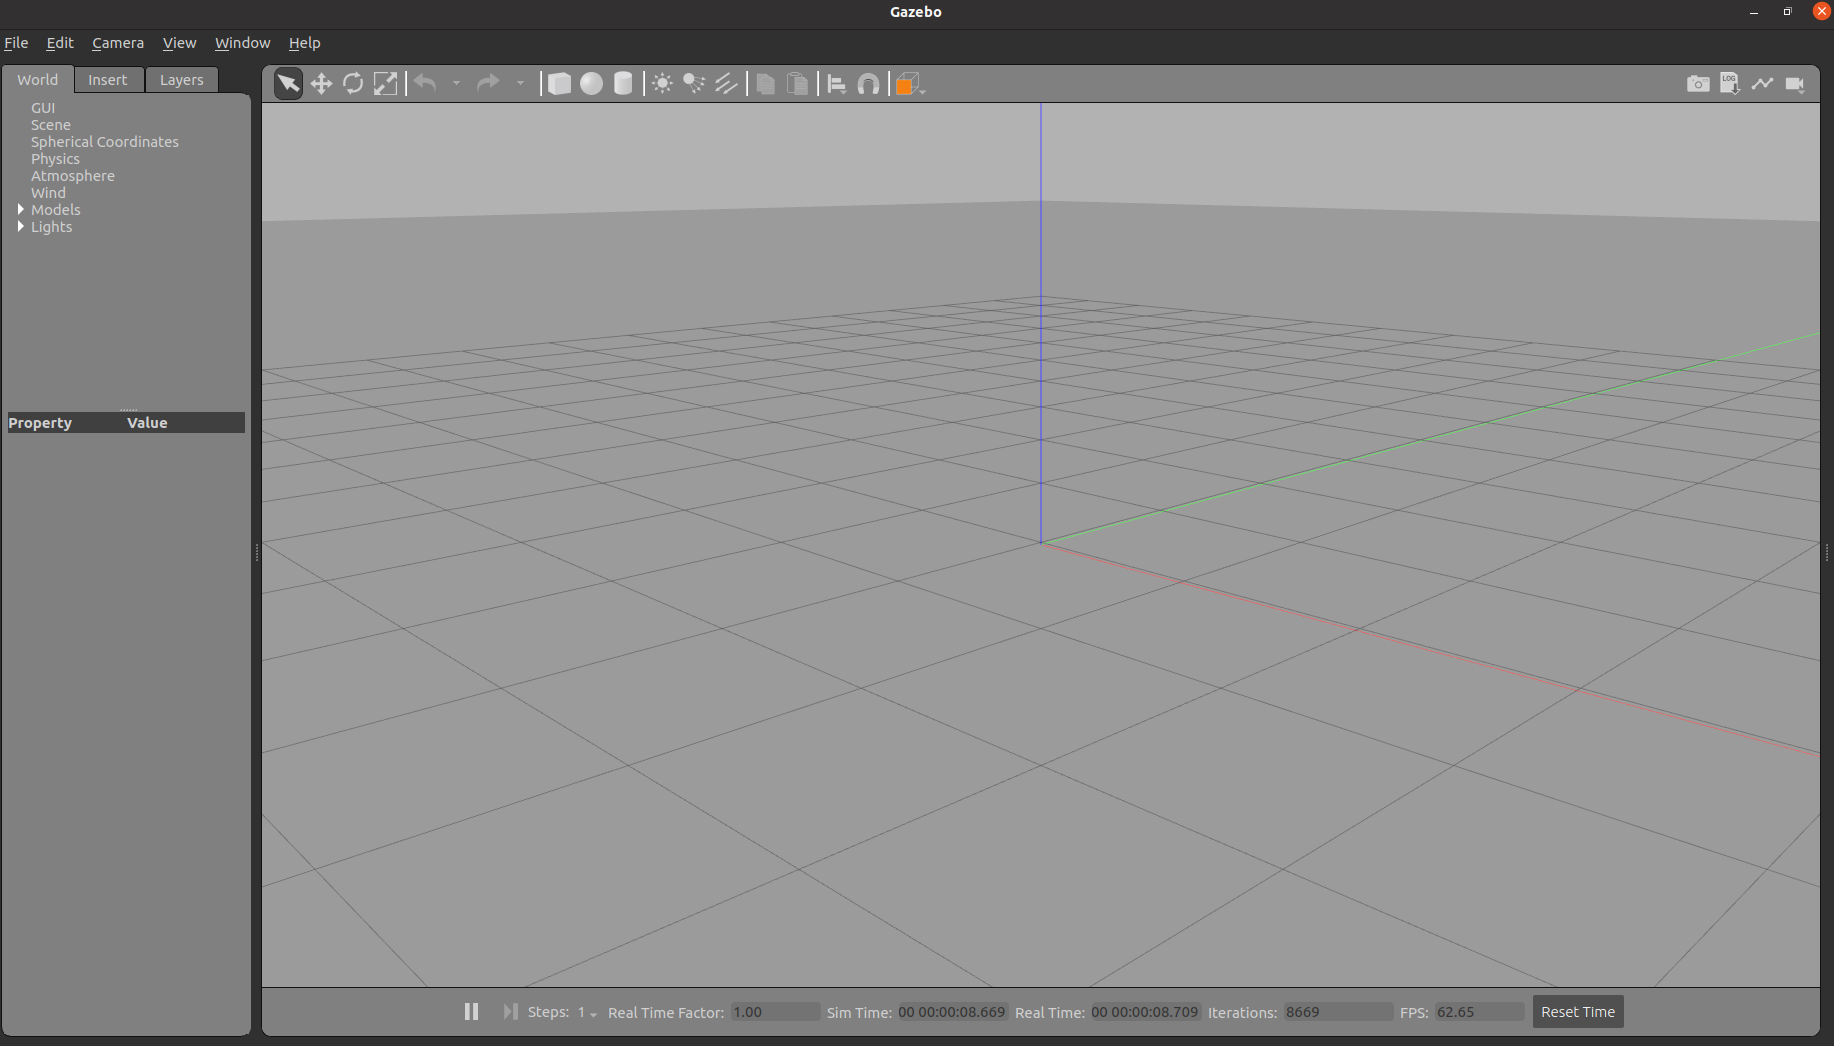 Gazebo
File Edit Camera View Window Help
World Insert Layers
LOG
GUI
Scene
Spherical Coordinates
Physics
Atmosphere
Wind
Models
Lights
Property Value
Steps: 1 Real Time Factor: 1.00 Sim Time: 00 00:00:08.669 Real Time: 00 00:00:08.709 Iterations: 8669 FPS: 62.65 Reset Time